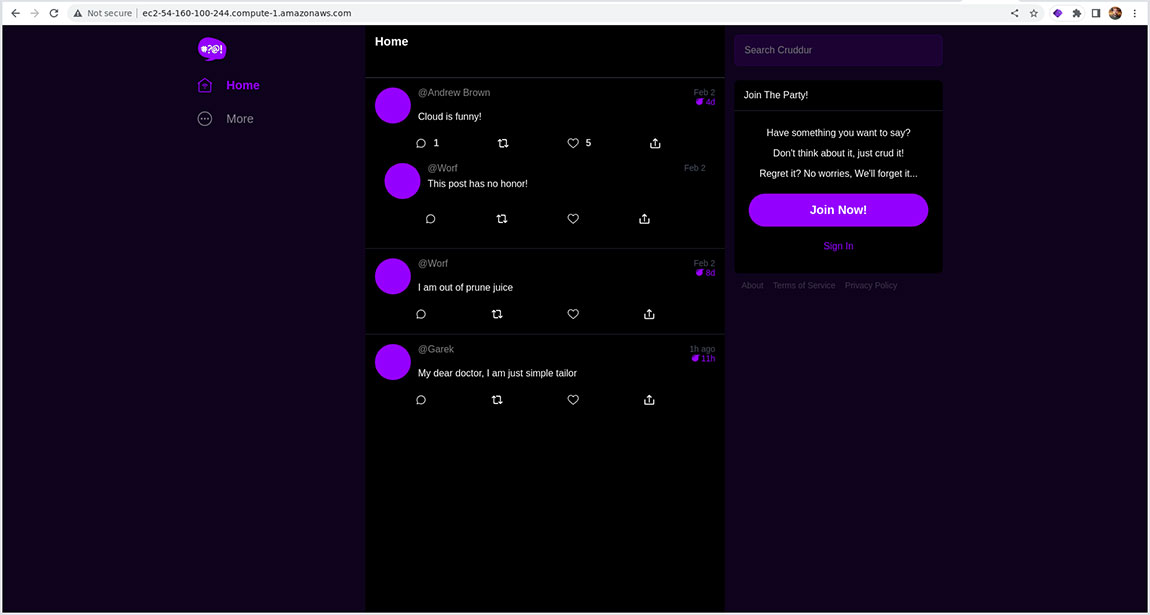 Not secure
ec2-54-160-100-244.compute-1.amazonaws.com
#?@!
Home
More
Home
@Andrew Brown
Feb 2
4d
Cloud is funny!
1
5
@Worf
Feb 2
This post has no honor!
@Worf
Feb 2
8d
I am out of prune juice
@Garek
1h ago
11h
My dear doctor, I am just simple tailor
Search Cruddur
Join The Party!
Have something you want to say?
Don't think about it, just crud it!
Regret it? No worries, We'll forget it...
Join Now!
Sign In
About Terms of Service Privacy Policy